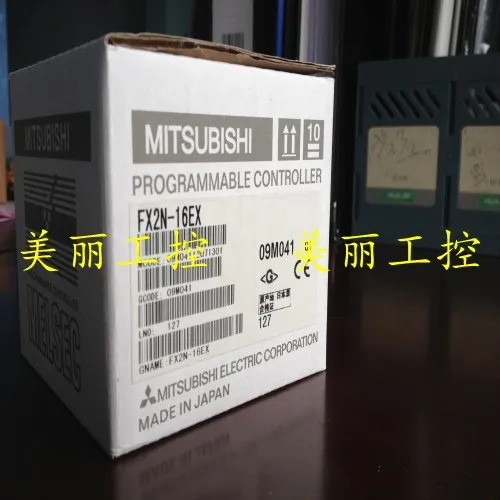 MITSUBISHI
10
PROGRAMMABLE CONTROLLER
FX2N-16EX
09M041
GCODE: 09M041
原产地 日本国
合格证
LNO: 127
127
GNAME:FX2N-16EX
MITSUBISHI ELECTRIC CORPORATION
MADE IN JAPAN
MELSEC
美丽工控
美丽工控